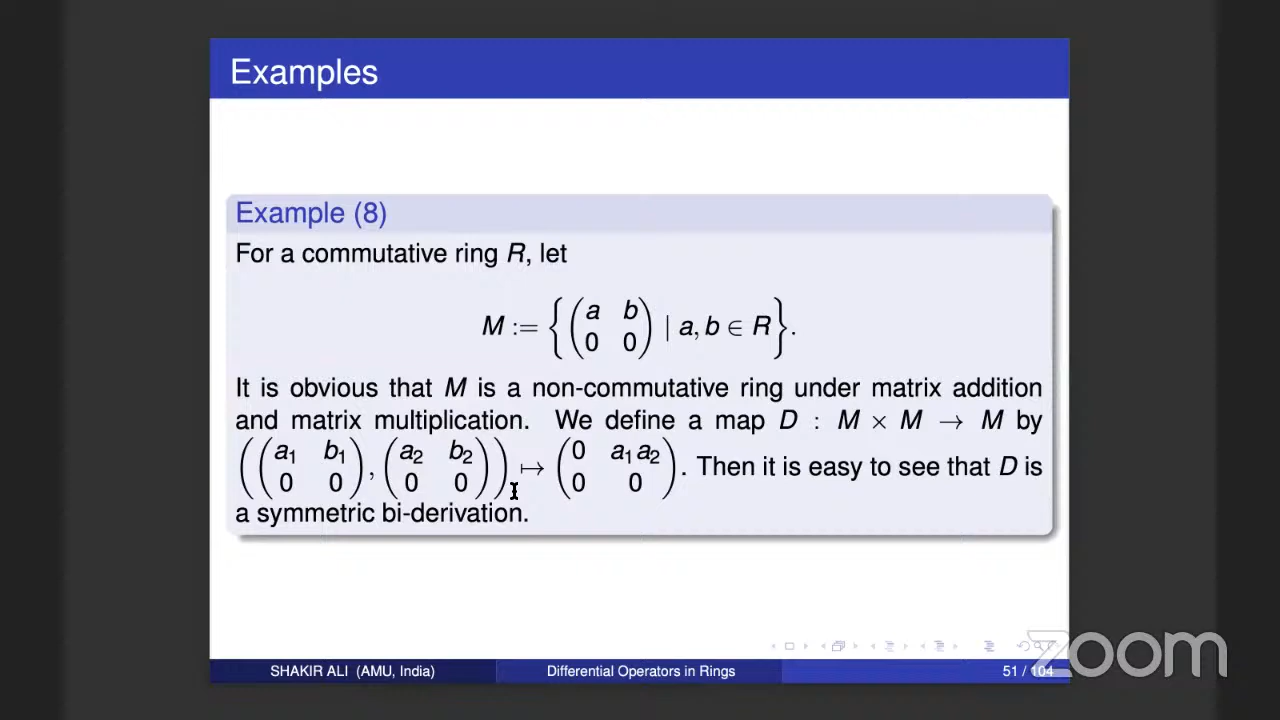 Examples
Example (8)
For a commutative ring R, let
M := { ( a b ; 0 0 ) | a, b ∈ R }.
It is obvious that M is a non-commutative ring under matrix addition
and matrix multiplication. We define a map D : M × M → M by
( ( a₁ b₁ ; 0 0 ), ( a₂ b₂ ; 0 0 ) ) ↦ ( 0 a₁a₂ ; 0 0 ). Then it is easy to see that D is
a symmetric bi-derivation.
SHAKIR ALI (AMU, India) Differential Operators in Rings 51 / 104
zoom